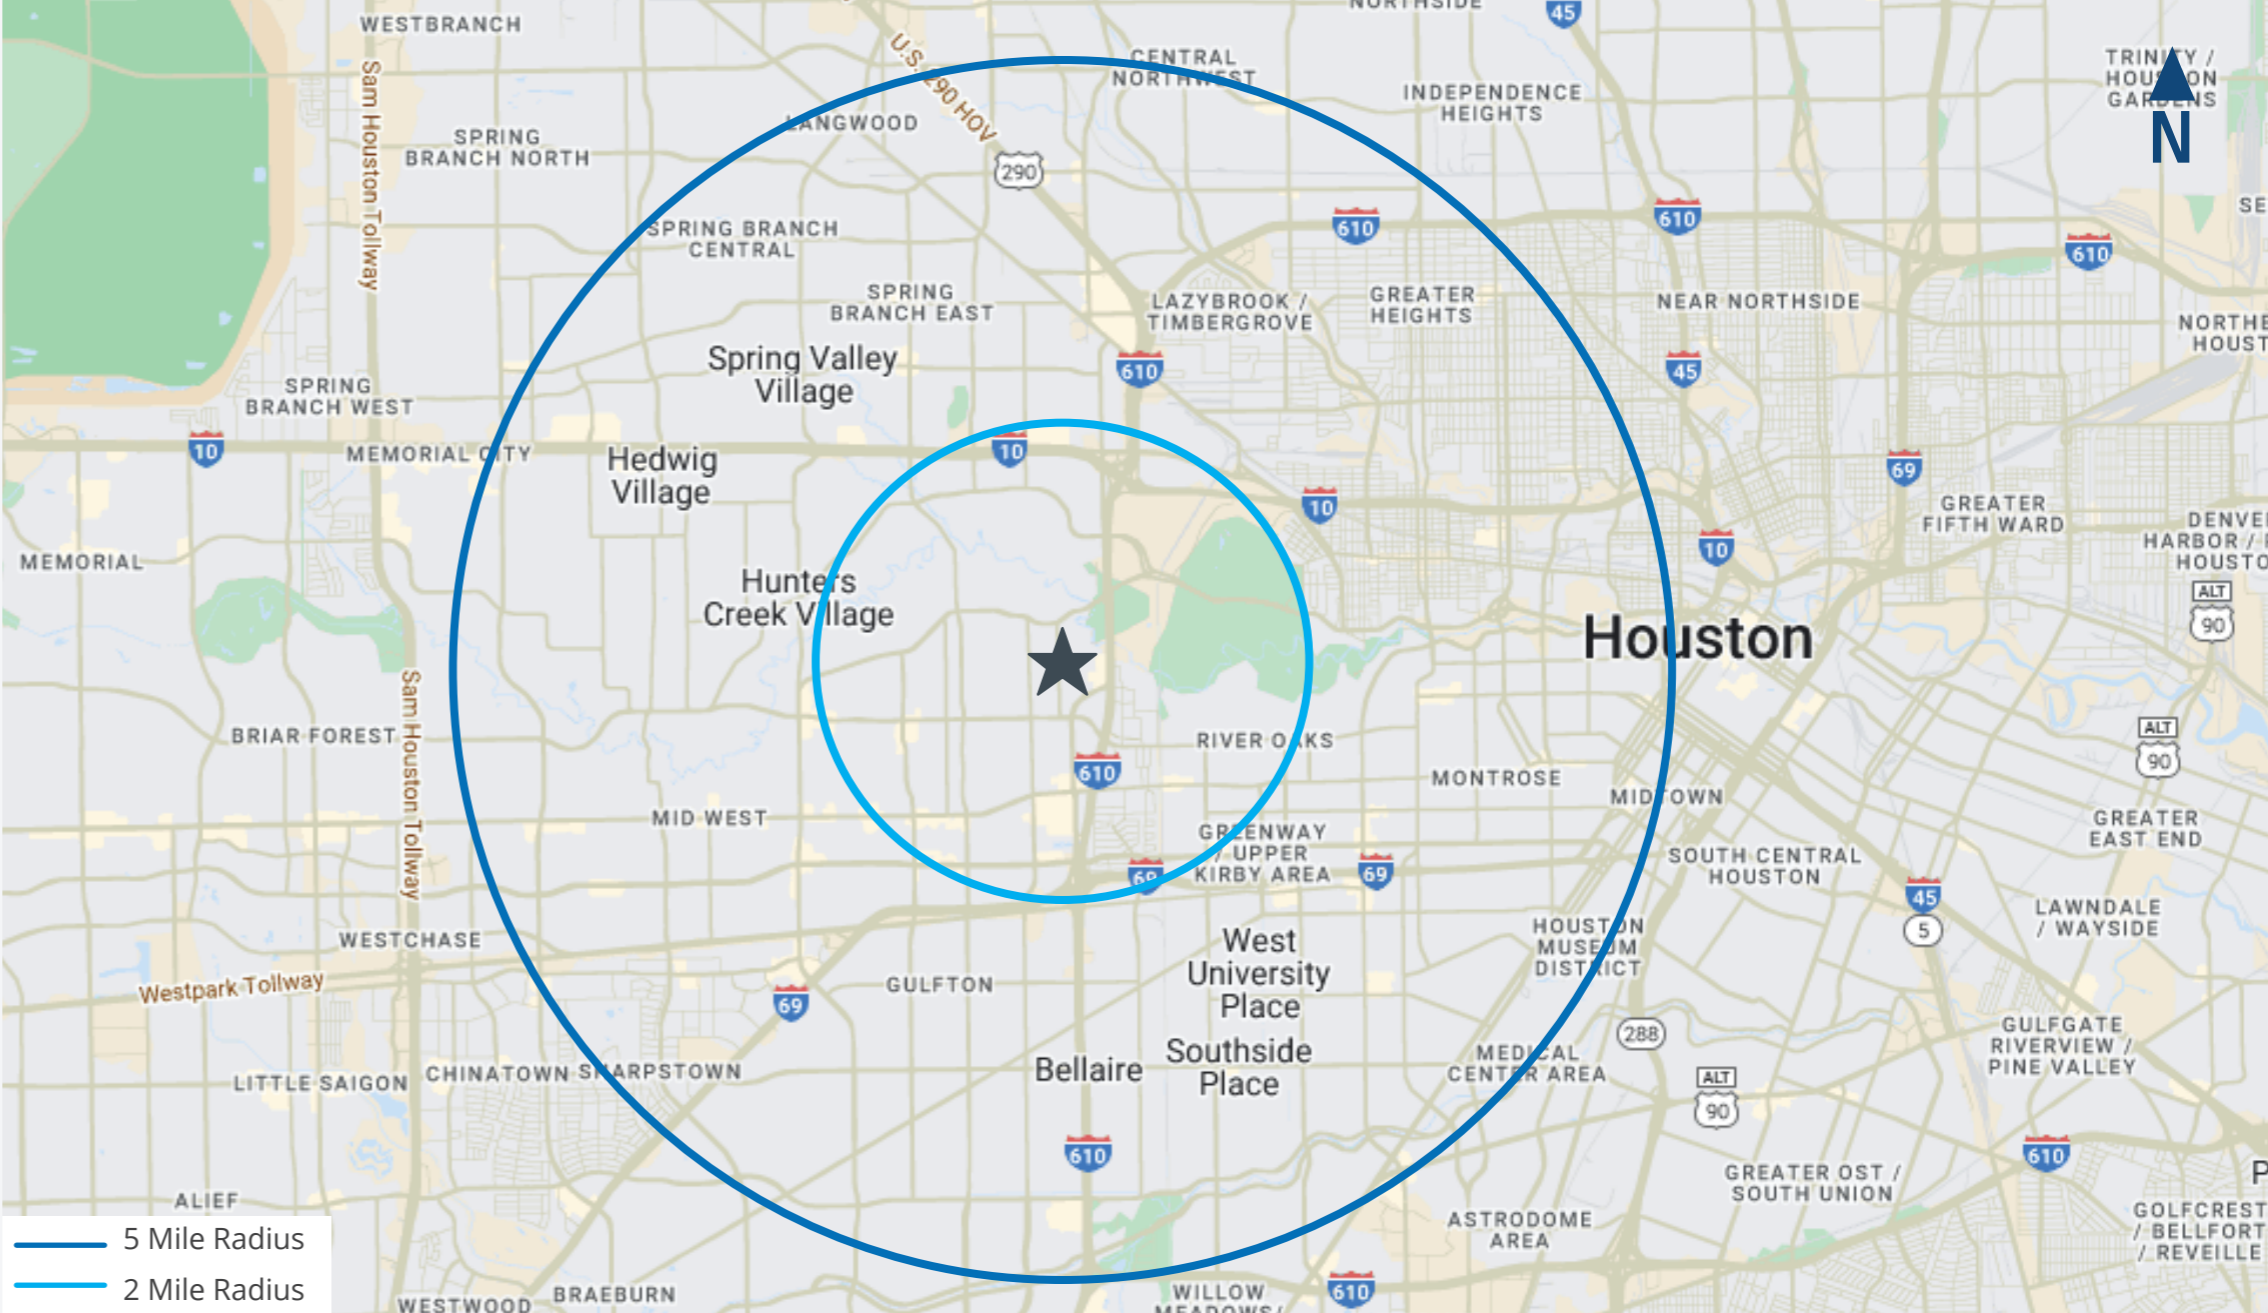 NORTHSIDE
45
WESTBRANCH
U.S. 290 HOV
CENTRAL
NORTHWEST
TRINITY /
HOUSTON
GARDENS
N
Sam Houston Tollway
INDEPENDENCE
HEIGHTS
LANGWOOD
SPRING
BRANCH NORTH
290
SPRING BRANCH
CENTRAL
610
610
610
SE
SPRING
BRANCH EAST
LAZYBROOK /
TIMBERGROVE
GREATER
HEIGHTS
NEAR NORTHSIDE
NORTHE
HOUST
Spring Valley
Village
610
45
SPRING
BRANCH WEST
10
MEMORIAL CITY
Hedwig
Village
10
10
69
GREATER
FIFTH WARD
DENVE
HARBOR /
HOUSTO
10
MEMORIAL
Hunters
Creek Village
ALT
90
Houston
Sam Houston Tollway
BRIAR FOREST
RIVER OAKS
ALT
90
610
MONTROSE
MIDTOWN
MID WEST
GREENWAY
/ UPPER
KIRBY AREA
69
69
GREATER
EAST END
SOUTH CENTRAL
HOUSTON
45
5
LAWNDALE
/ WAYSIDE
WESTCHASE
Westpark Tollway
HOUSTON
MUSEUM
DISTRICT
West
University
Place
GULFTON
69
288
GULFGATE
RIVERVIEW /
PINE VALLEY
Southside
Place
Bellaire
MEDICAL
CENTER AREA
LITTLE SAIGON
CHINATOWN
SHARPSTOWN
ALT
90
610
610
P
GREATER OST /
SOUTH UNION
ALIEF
ASTRODOME
AREA
GOLFCREST
/ BELLFORT
/ REVEILLE
5 Mile Radius
2 Mile Radius
WESTWOOD
BRAEBURN
WILLOW
MEADOWS/
610